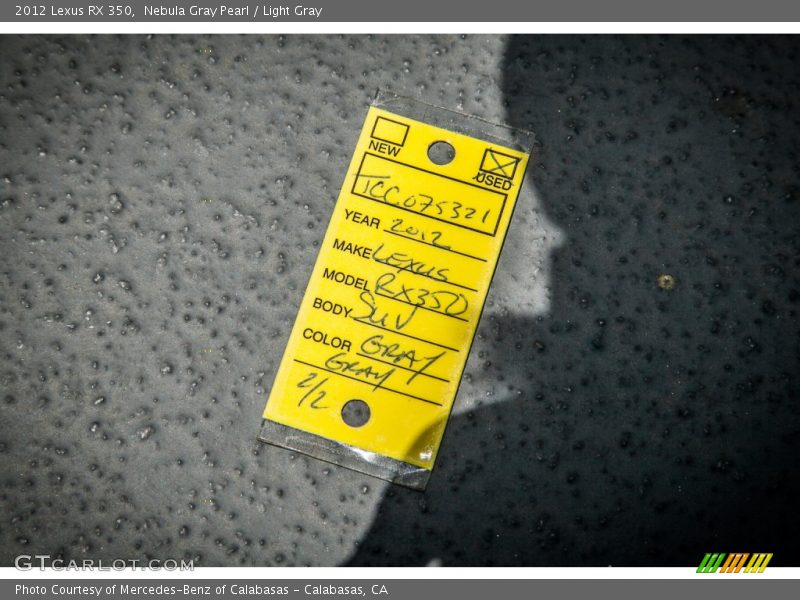 2012 Lexus RX 350, Nebula Gray Pearl / Light Gray
NEW
USED
TCC075321
YEAR 2012
MAKE LEXUS
MODEL RX350
BODY SUV
COLOR GRAY
GRAY
2/2
GTCARLOT.COM
Photo Courtesy of Mercedes-Benz of Calabasas - Calabasas, CA